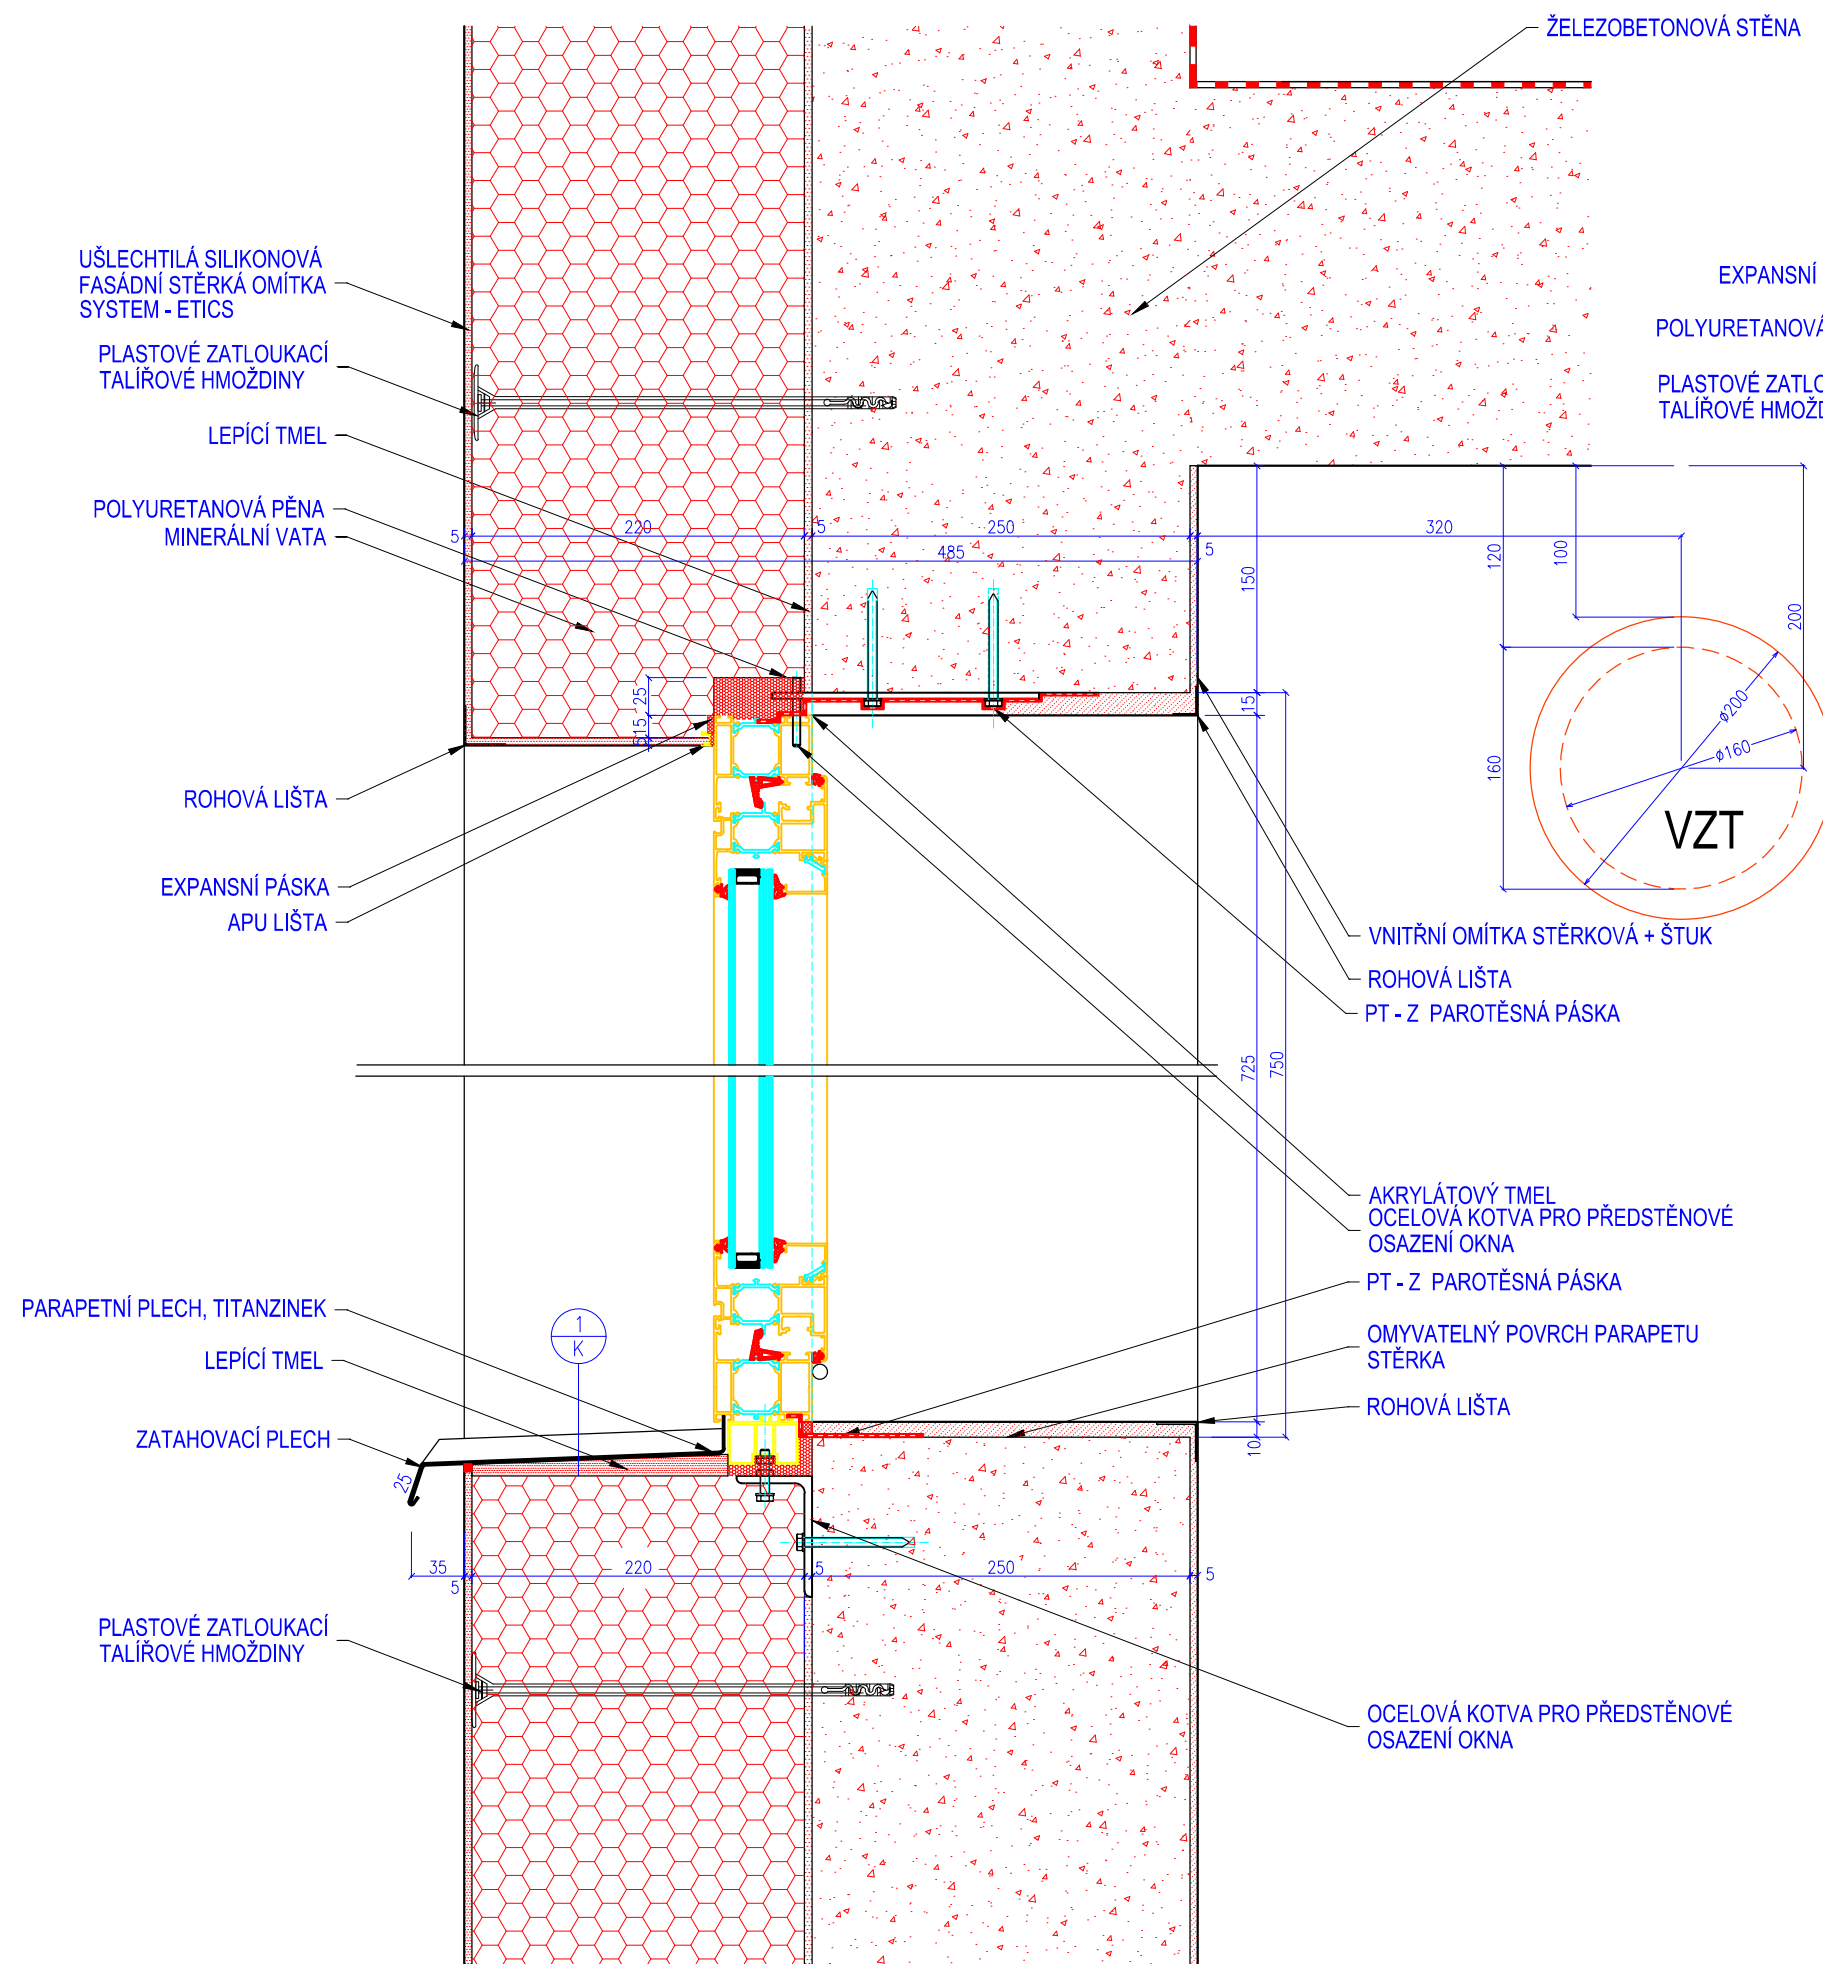 ŽELEZOBETONOVÁ STĚNA
UŠLECHTILÁ SILIKONOVÁ
FASÁDNÍ STĚRKÁ OMÍTKA
SYSTEM - ETICS
PLASTOVÉ ZATLOUKACÍ
TALÍŘOVÉ HMOŽDINY
LEPÍCÍ TMEL
POLYURETANOVÁ PĚNA
MINERÁLNÍ VATA
EXPANSNÍ
POLYURETANOVÁ
PLASTOVÉ ZATLO
TALÍŘOVÉ HMOŽD
5
220
5
250
485
5
320
150
120
100
200
25
15
5
15
ø200
ø160
160
VZT
ROHOVÁ LIŠTA
EXPANSNÍ PÁSKA
APU LIŠTA
VNITŘNÍ OMÍTKA STĚRKOVÁ + ŠTUK
ROHOVÁ LIŠTA
PT - Z PAROTĚSNÁ PÁSKA
725
750
AKRYLÁTOVÝ TMEL
OCELOVÁ KOTVA PRO PŘEDSTĚNOVÉ
OSAZENÍ OKNA
PT - Z PAROTĚSNÁ PÁSKA
OMYVATELNÝ POVRCH PARAPETU
STĚRKA
ROHOVÁ LIŠTA
PARAPETNÍ PLECH, TITANZINEK
1
K
LEPÍCÍ TMEL
ZATAHOVACÍ PLECH
10
25
35
5
220
5
250
5
PLASTOVÉ ZATLOUKACÍ
TALÍŘOVÉ HMOŽDINY
OCELOVÁ KOTVA PRO PŘEDSTĚNOVÉ
OSAZENÍ OKNA